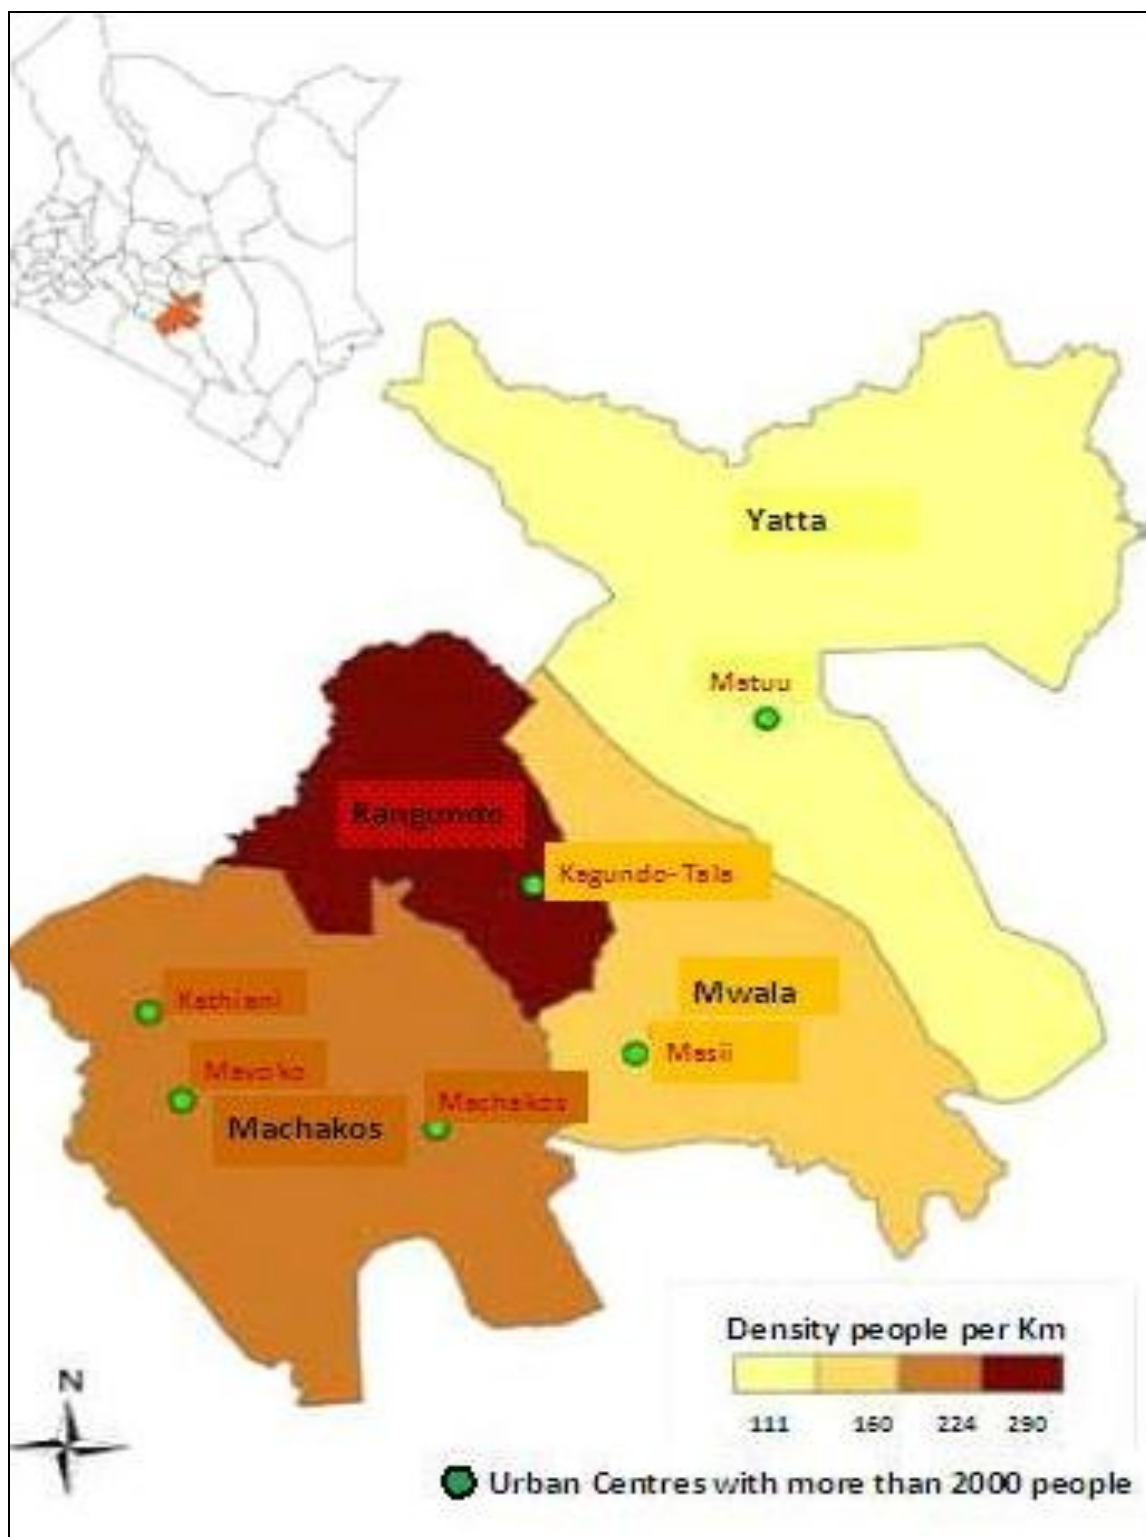 Yatta
Matuu
Kangundo
Kagundo-Tala
Mwala
Kathiani
Masii
Mavoko
Machakos
Machakos
Density people per Km
111 160 224 290
N
Urban Centres with more than 2000 people